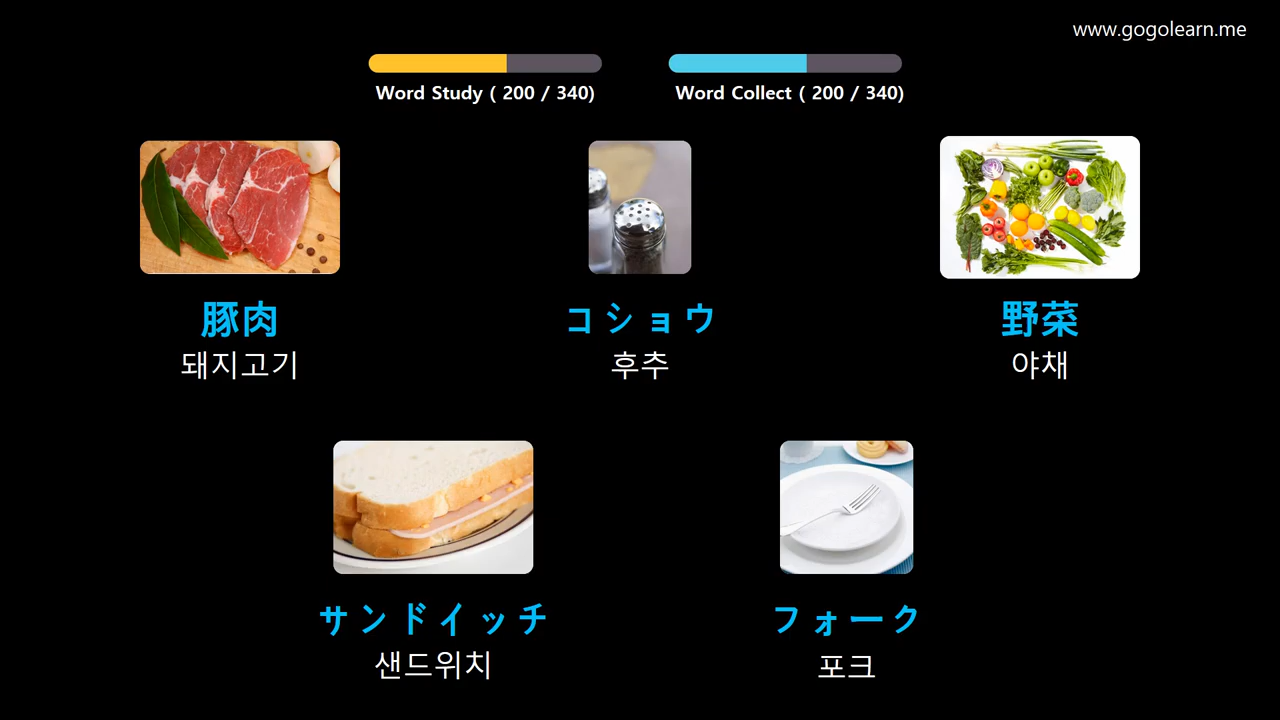 www.gogolearn.me
Word Study ( 200 / 340)
Word Collect ( 200 / 340)
豚肉
돼지고기
コショウ
후추
野菜
야채
サンドイッチ
샌드위치
フォーク
포크